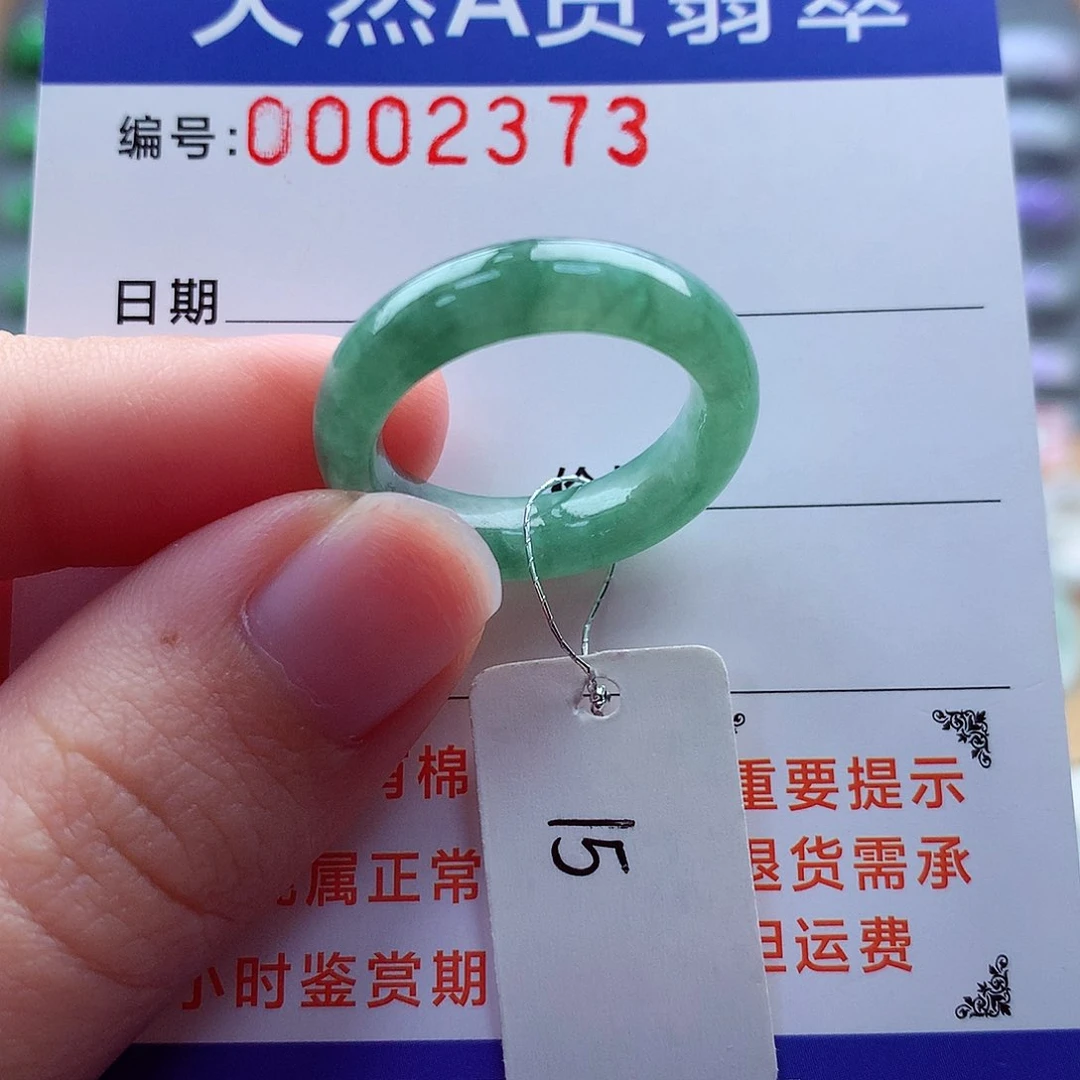 天然A货翡翠
编号:0002373
日期
15
棉 重要提示
属正常 退货需承
小时鉴赏期 担运费